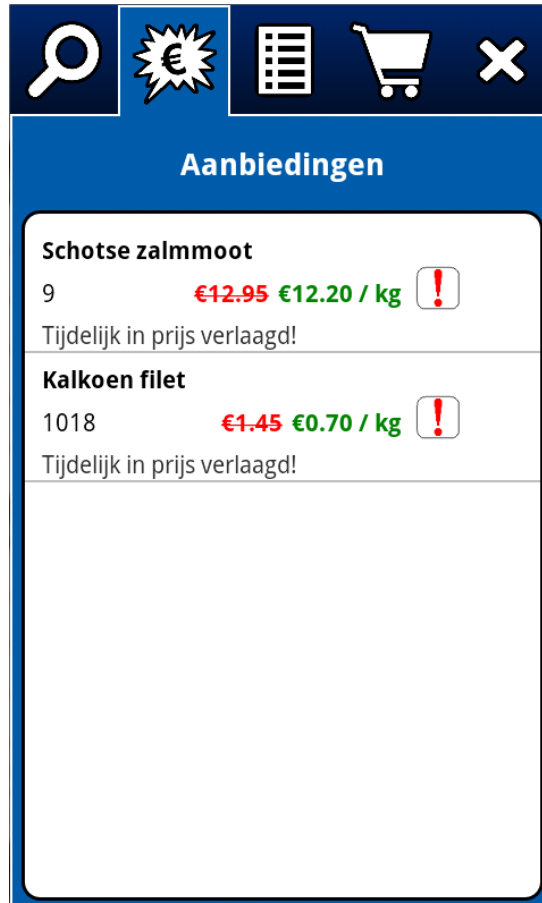 €
Aanbiedingen
Schotse zalmmoot
9 €12.95 €12.20 / kg !
Tijdelijk in prijs verlaagd!
Kalkoen filet
1018 €1.45 €0.70 / kg !
Tijdelijk in prijs verlaagd!